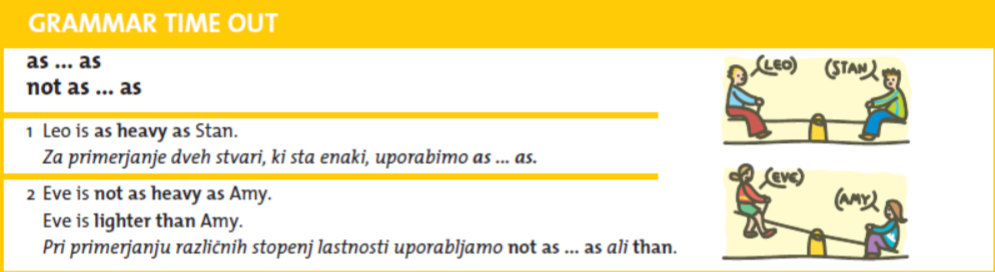 GRAMMAR TIME OUT
as ... as
not as ... as
1 Leo is as heavy as Stan.
Za primerjanje dveh stvari, ki sta enaki, uporabimo as ... as.
2 Eve is not as heavy as Amy.
Eve is lighter than Amy.
Pri primerjanju različnih stopenj lastnosti uporabljamo not as ... as ali than.
(LEO) (STAN)
(EVE)
(AMY)